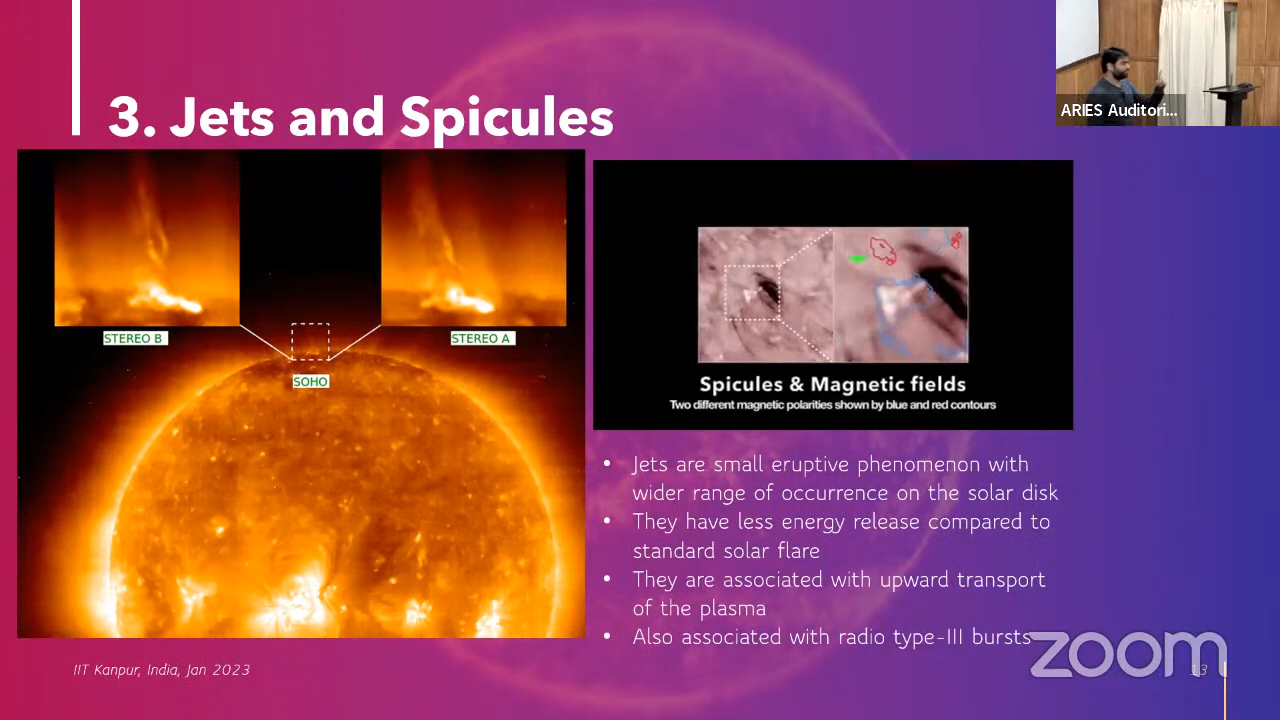 3. Jets and Spicules
ARIES Auditori...
STEREO B
STEREO A
SOHO
Spicules & Magnetic fields
Two different magnetic polarities shown by blue and red contours
• Jets are small eruptive phenomenon with
wider range of occurrence on the solar disk
• They have less energy release compared to
standard solar flare
• They are associated with upward transport
of the plasma
• Also associated with radio type-III bursts
IIT Kanpur, India, Jan 2023
zoom
13